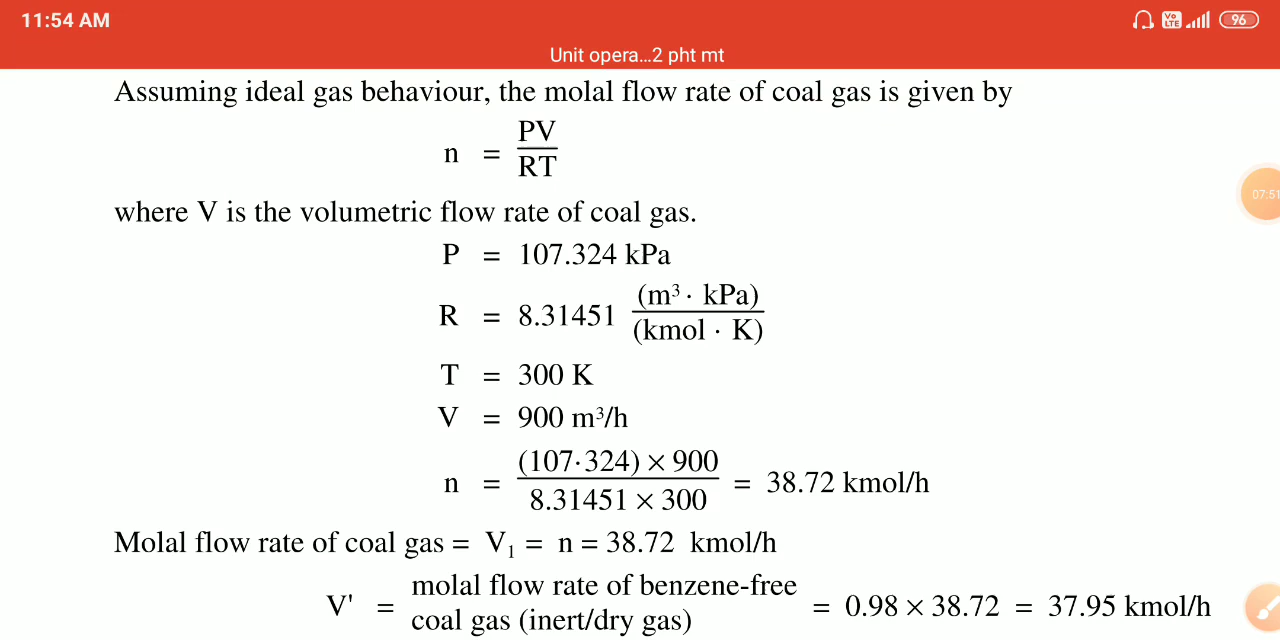 11:54 AM
Vo LTE 96
Unit opera...2 pht mt
Assuming ideal gas behaviour, the molal flow rate of coal gas is given by
n = PV/RT
where V is the volumetric flow rate of coal gas.
P = 107.324 kPa
R = 8.31451 (m³· kPa)/(kmol · K)
T = 300 K
V = 900 m³/h
n = (107·324) × 900/8.31451 × 300 = 38.72 kmol/h
Molal flow rate of coal gas = V₁ = n = 38.72 kmol/h
V' = molal flow rate of benzene-free coal gas (inert/dry gas) = 0.98 × 38.72 = 37.95 kmol/h
07:51